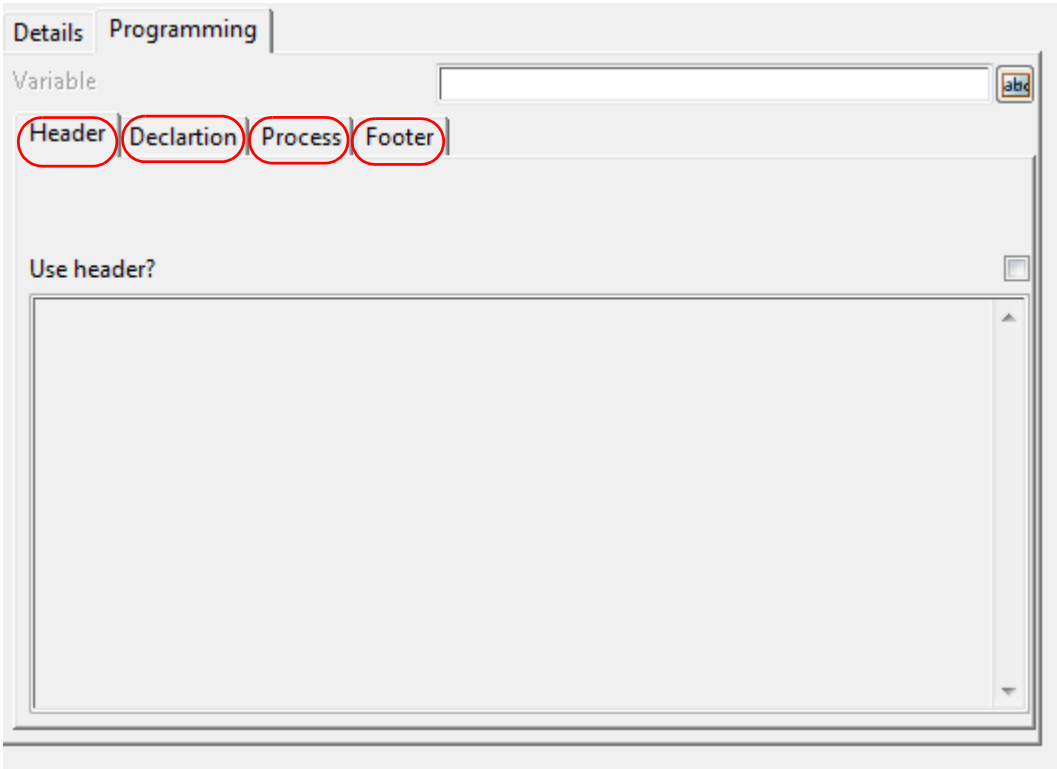 Details Programming
Variable
abc
Header Declartion Process Footer
Use header?